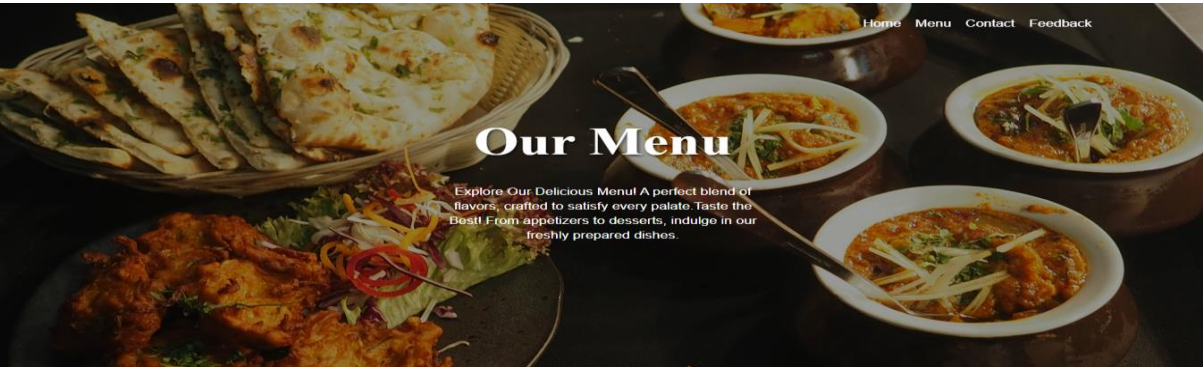 Home Menu Contact Feedback
Our Menu
Explore Our Delicious Menu! A perfect blend of
flavors, crafted to satisfy every palate.Taste the
Best! From appetizers to desserts, indulge in our
freshly prepared dishes.